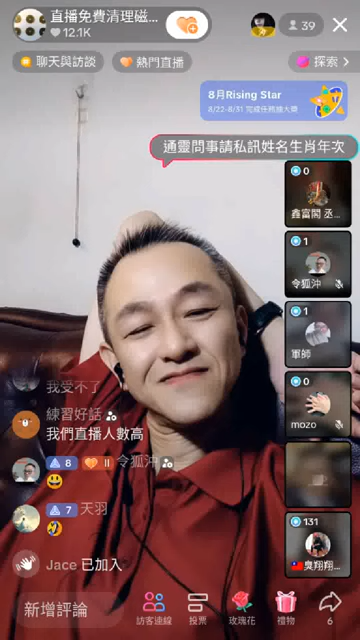 直播免費清理磁...
12.1K
39
聊天與訪談
熱門直播
探索
8月Rising Star
8/22-8/31 完成任務抽大獎
通靈問事請私訊姓名生肖年次
0
鑫富閣 丞...
1
令狐沖
1
軍師
0
mozo
131
臭翔翔...
我受不了
練習好話
我們直播人數高
8
II
令狐沖
7
天羽
Jace 已加入
新增評論
訪客連線
投票
玫瑰花
禮物
6